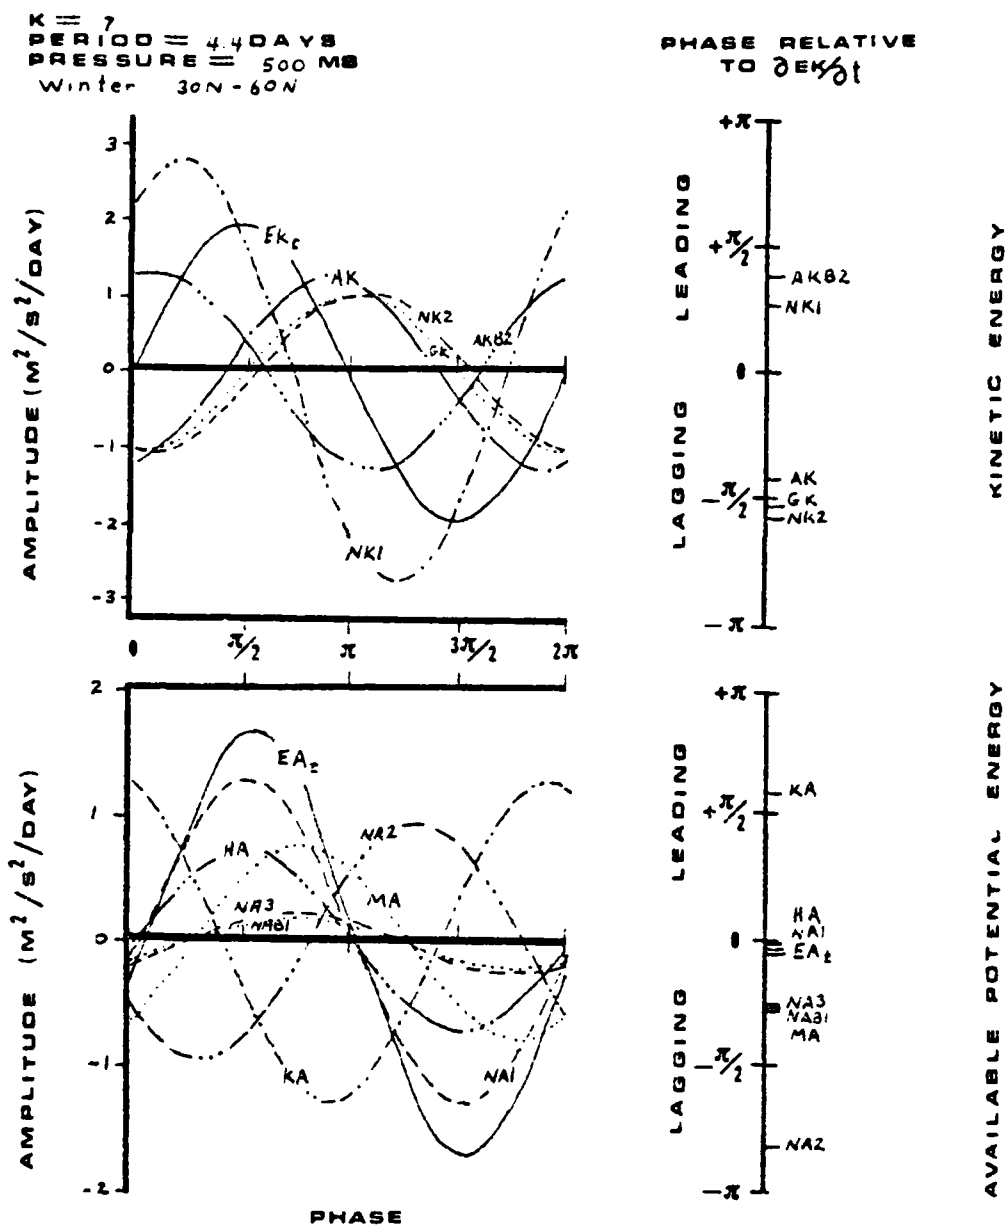 K = 7
PERIOD = 4.4 DAYS
PRESSURE = 500 MB
Winter 30N - 60N
PHASE RELATIVE
TO ∂EK/∂t
AMPLITUDE (M²/S²/DAY)
3
2
1
0
-1
-2
-3
EKt
AK
NK2
GK
AKB2
NK1
0
π/2
π
3π/2
2π
LEADING
LAGGING
+π
+π/2
0
-π/2
-π
AKB2
NK1
AK
GK
NK2
KINETIC ENERGY
AMPLITUDE (M²/S²/DAY)
2
1
0
-1
-2
EAt
HA
NA2
NA3
NAB1
MA
KA
NA1
PHASE
LEADING
LAGGING
+π
+π/2
0
-π/2
-π
KA
HA
NA1
EAt
NA3
NAB1
MA
NA2
AVAILABLE POTENTIAL ENERGY